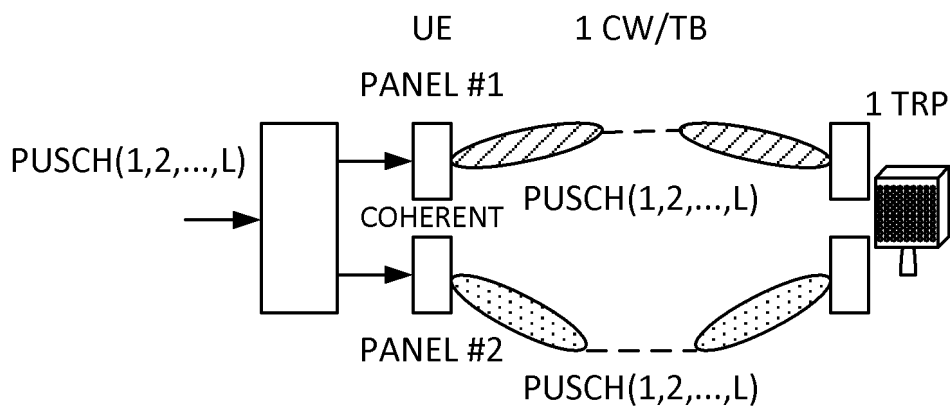 UE
1 CW/TB
PANEL #1
1 TRP
PUSCH(1,2,...,L)
PUSCH(1,2,...,L)
COHERENT
PANEL #2
PUSCH(1,2,...,L)